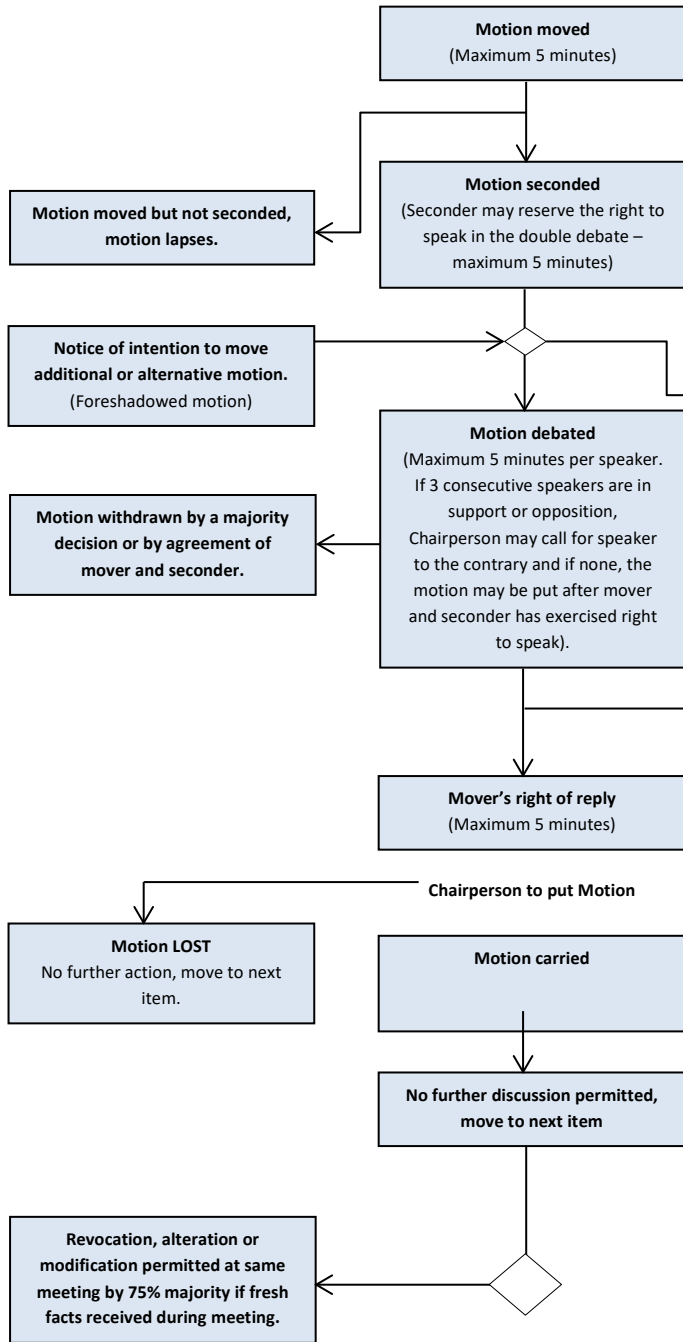 Motion moved
(Maximum 5 minutes)
Motion seconded
(Seconder may reserve the right to
speak in the double debate –
maximum 5 minutes)
Motion moved but not seconded,
motion lapses.
Notice of intention to move
additional or alternative motion.
(Foreshadowed motion)
Motion debated
(Maximum 5 minutes per speaker.
If 3 consecutive speakers are in
support or opposition,
Chairperson may call for speaker
to the contrary and if none, the
motion may be put after mover
and seconder has exercised right
to speak).
Motion withdrawn by a majority
decision or by agreement of
mover and seconder.
Mover’s right of reply
(Maximum 5 minutes)
Chairperson to put Motion
Motion LOST
No further action, move to next
item.
Motion carried
No further discussion permitted,
move to next item
Revocation, alteration or
modification permitted at same
meeting by 75% majority if fresh
facts received during meeting.